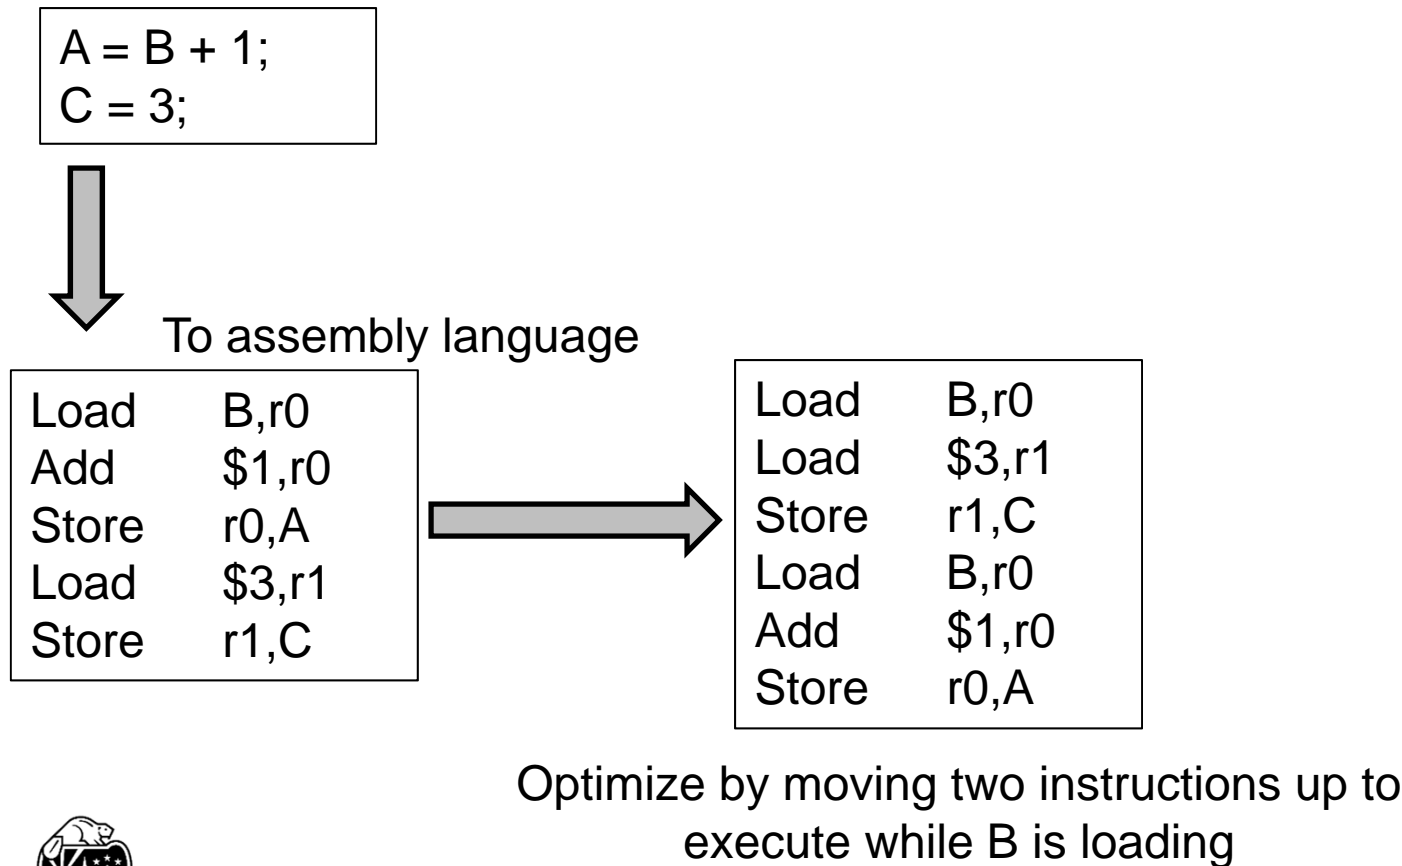 A = B + 1;
C = 3;
To assembly language
Load B,r0
Add $1,r0
Store r0,A
Load $3,r1
Store r1,C
Load B,r0
Load $3,r1
Store r1,C
Load B,r0
Add $1,r0
Store r0,A
Optimize by moving two instructions up to
execute while B is loading